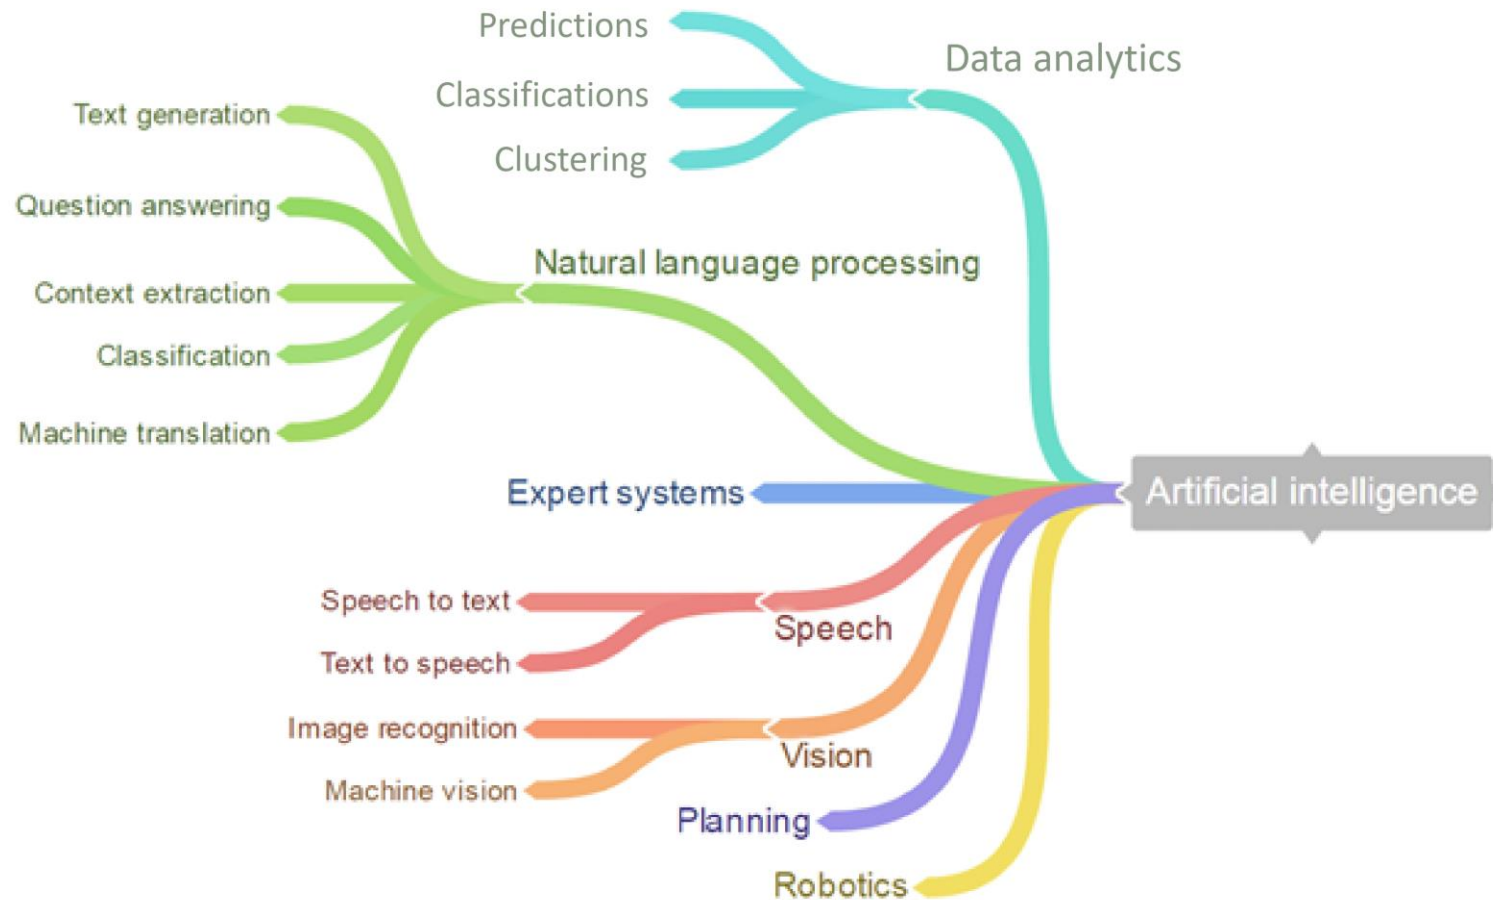 Predictions
Data analytics
Classifications
Clustering
Text generation
Question answering
Natural language processing
Context extraction
Classification
Machine translation
Expert systems
Artificial intelligence
Speech to text
Speech
Text to speech
Image recognition
Vision
Machine vision
Planning
Robotics